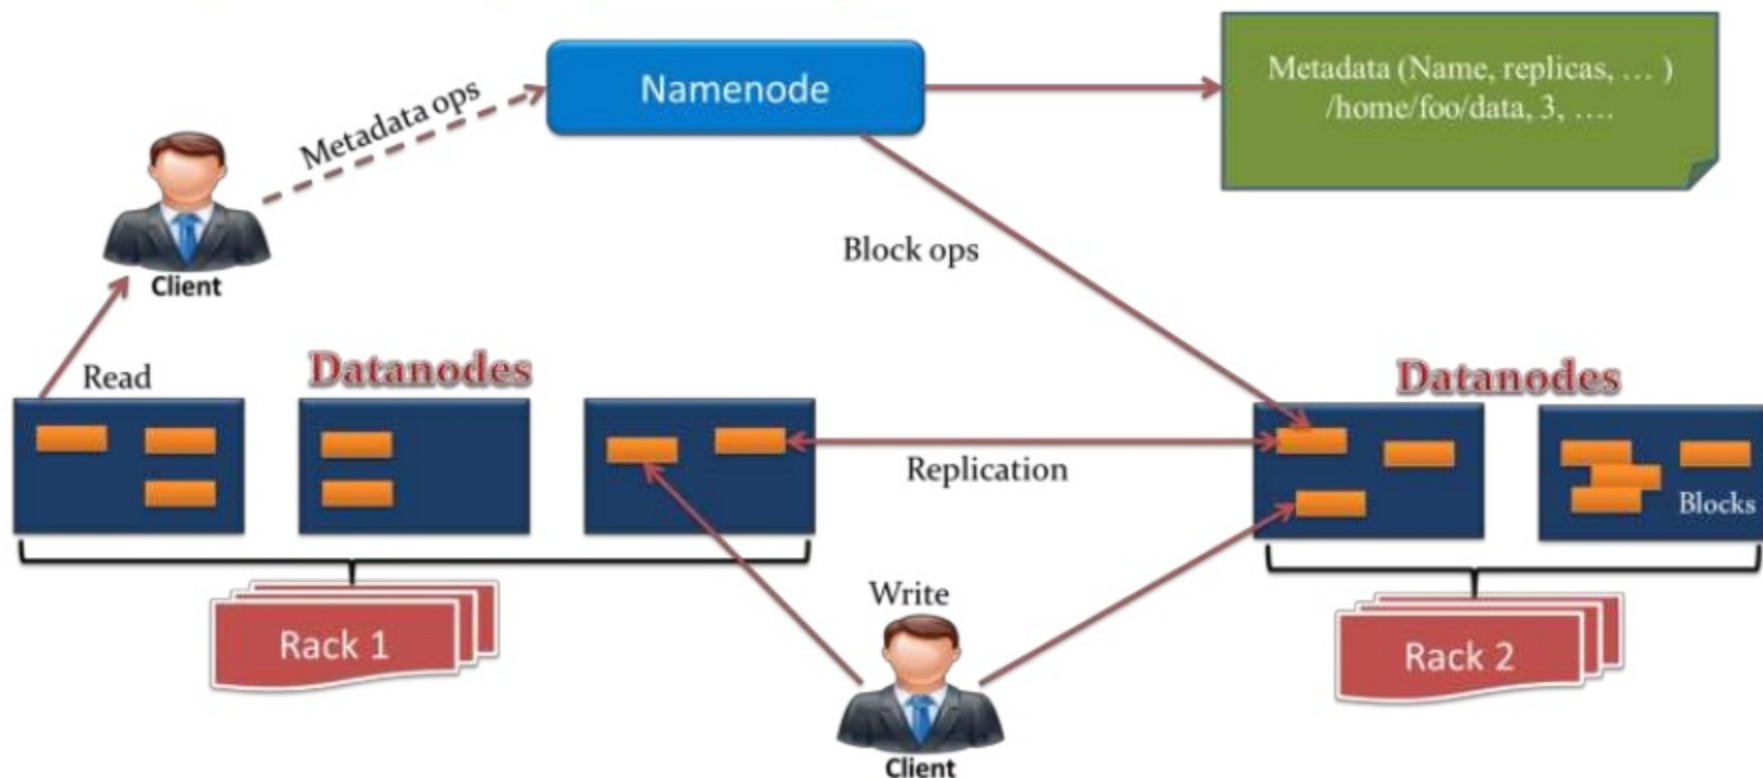 Namenode
Metadata (Name, replicas, … )
/home/foo/data, 3, ….
Metadata ops
Client
Block ops
Read
Datanodes
Datanodes
Replication
Blocks
Write
Rack 1
Rack 2
Client